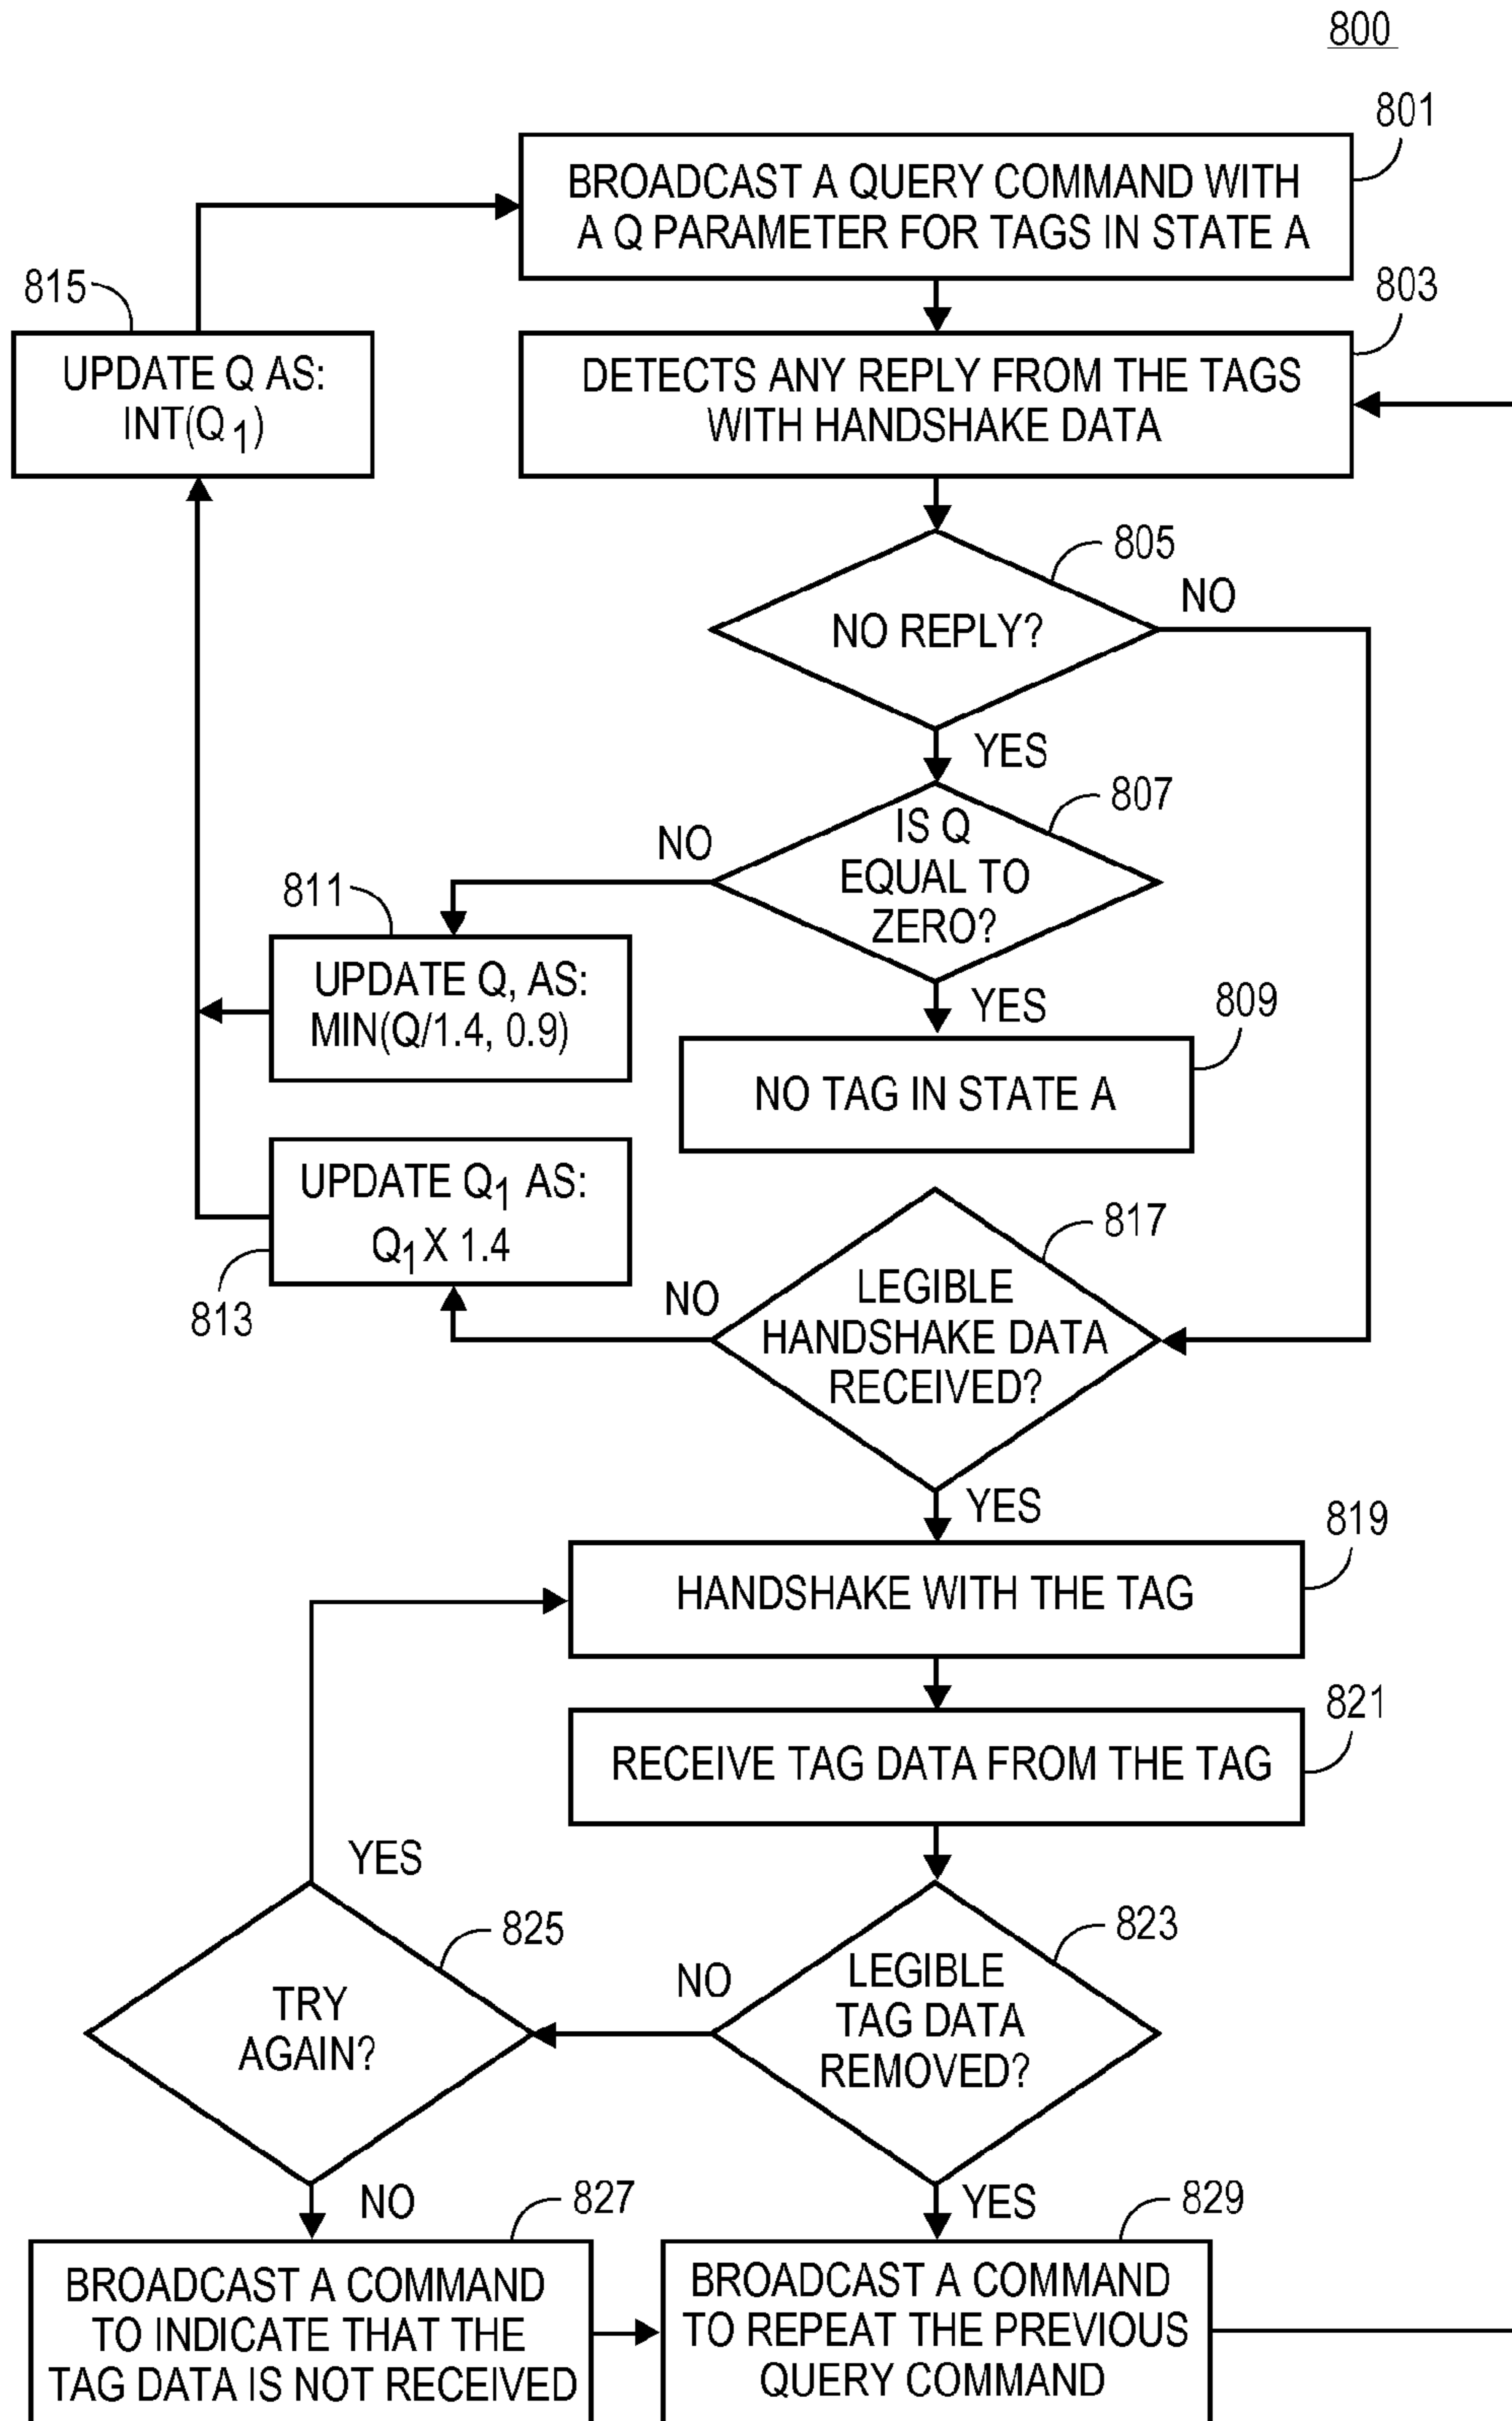 800
801
BROADCAST A QUERY COMMAND WITH
A Q PARAMETER FOR TAGS IN STATE A
803
DETECTS ANY REPLY FROM THE TAGS
WITH HANDSHAKE DATA
815
UPDATE Q AS:
INT(Q1)
805
NO REPLY?
NO
YES
807
IS Q
EQUAL TO
ZERO?
NO
811
UPDATE Q, AS:
MIN(Q/1.4, 0.9)
YES
809
NO TAG IN STATE A
UPDATE Q1 AS:
Q1 X 1.4
813
817
LEGIBLE
HANDSHAKE DATA
RECEIVED?
NO
YES
819
HANDSHAKE WITH THE TAG
821
RECEIVE TAG DATA FROM THE TAG
YES
825
TRY
AGAIN?
NO
823
LEGIBLE
TAG DATA
REMOVED?
NO
827
BROADCAST A COMMAND
TO INDICATE THAT THE
TAG DATA IS NOT RECEIVED
YES
829
BROADCAST A COMMAND
TO REPEAT THE PREVIOUS
QUERY COMMAND